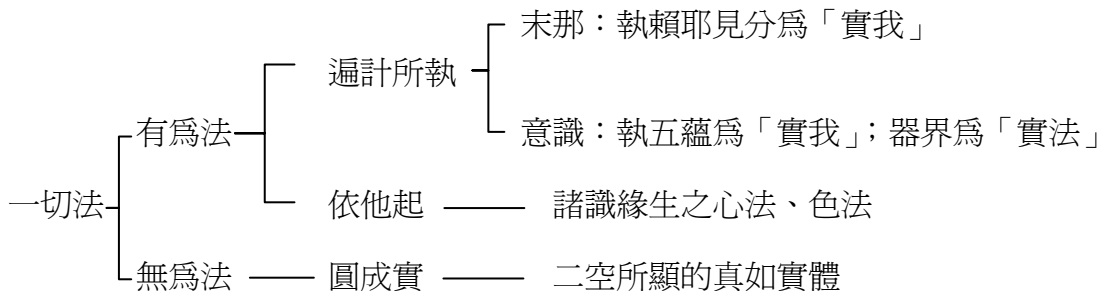 末那：執賴耶見分爲「實我」
遍計所執
有爲法
意識：執五蘊爲「實我」；器界爲「實法」
一切法
依他起
諸識緣生之心法、色法
無爲法
圓成實
二空所顯的真如實體